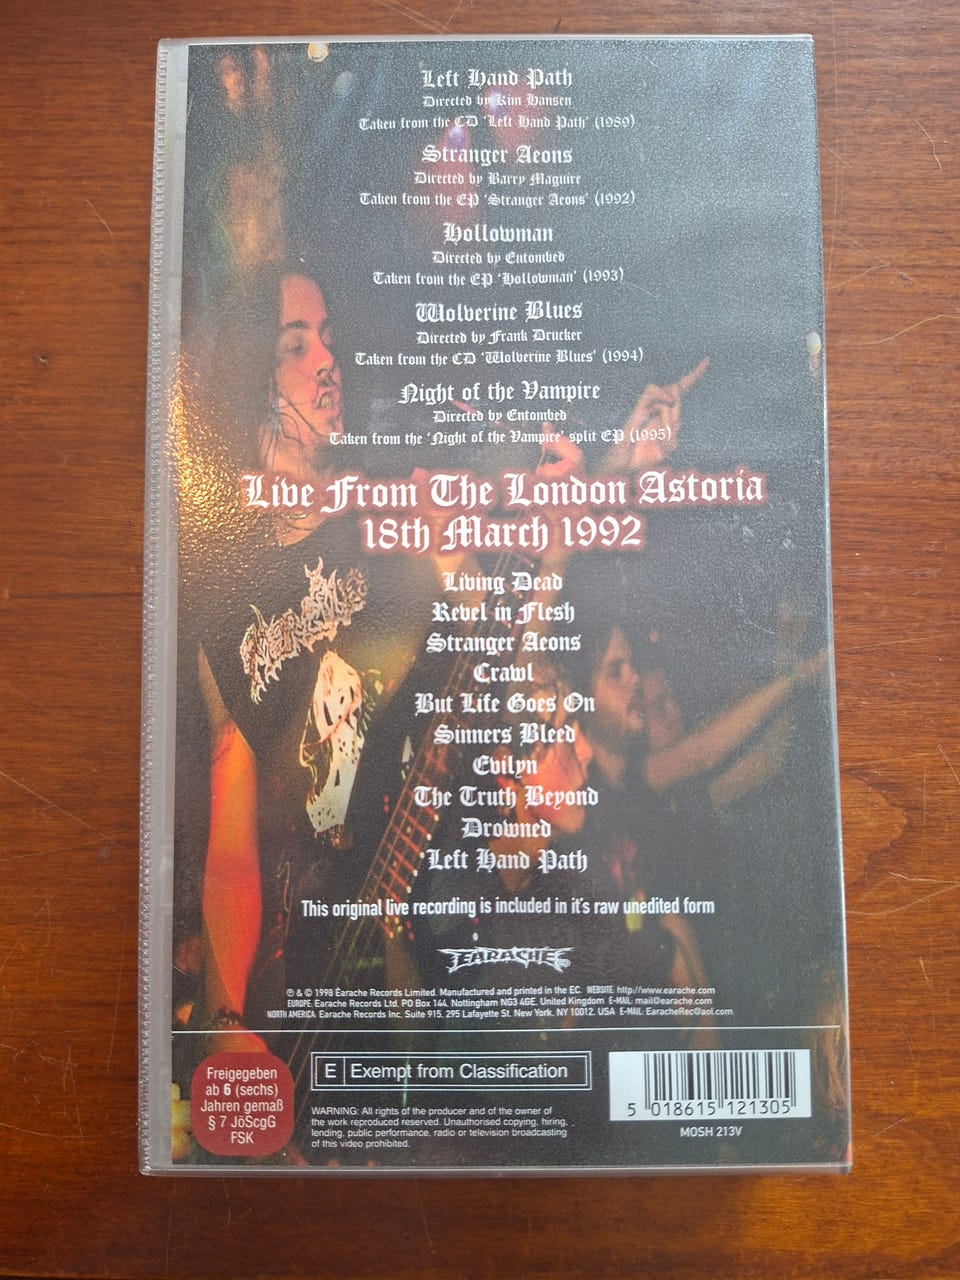 Left Hand Path
Directed by Kim Hansen
Taken from the CD 'Left Hand Path' (1989)
Stranger Aeons
Directed by Barry Maguire
Taken from the EP 'Stranger Aeons' (1992)
Hollowman
Directed by Entombed
Taken from the EP 'Hollowman' (1993)
Wolverine Blues
Directed by Frank Drucker
Taken from the CD 'Wolverine Blues' (1994)
Night of the Vampire
Directed by Entombed
Taken from the 'Night of the Vampire' split EP (1995)
Live From The London Astoria
18th March 1992
Living Dead
Revel in Flesh
Stranger Aeons
Crawl
But Life Goes On
Sinners Bleed
Evilyn
The Truth Beyond
Drowned
Left Hand Path
This original live recording is included in it's raw unedited form
EARACHE
℗ & © 1998 Earache Records Limited. Manufactured and printed in the EC. WEBSITE: http://www.earache.com
EUROPE: Earache Records Ltd, PO Box 144, Nottingham NG3 4GE. United Kingdom E-MAIL: mail@earache.com
NORTH AMERICA: Earache Records Inc. Suite 915, 295 Lafayette St. New York. NY 10012. USA E-MAIL: EaracheRec@aol.com
Freigegeben
ab 6 (sechs)
Jahren gemaß
§ 7 JöScgG
FSK
E Exempt from Classification
WARNING: All rights of the producer and of the owner of
the work reproduced reserved. Unauthorised copying, hiring,
lending, public performance, radio or television broadcasting
of this video prohibited.
5 018615 121305
MOSH 213V